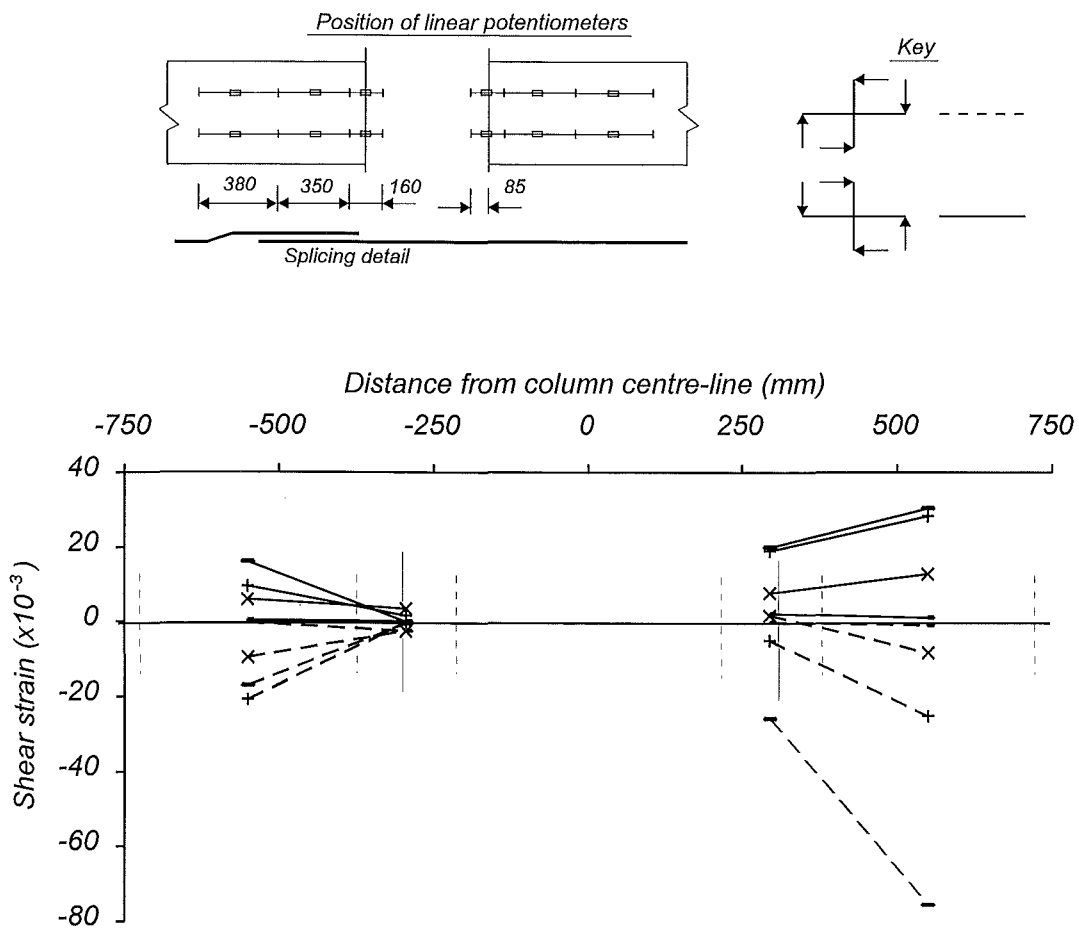 Position of linear potentiometers
Key
380 350 160 85
Splicing detail
Distance from column centre-line (mm)
-750 -500 -250 0 250 500 750
40
20
0
-20
-40
-60
-80
Shear strain (x10⁻³)